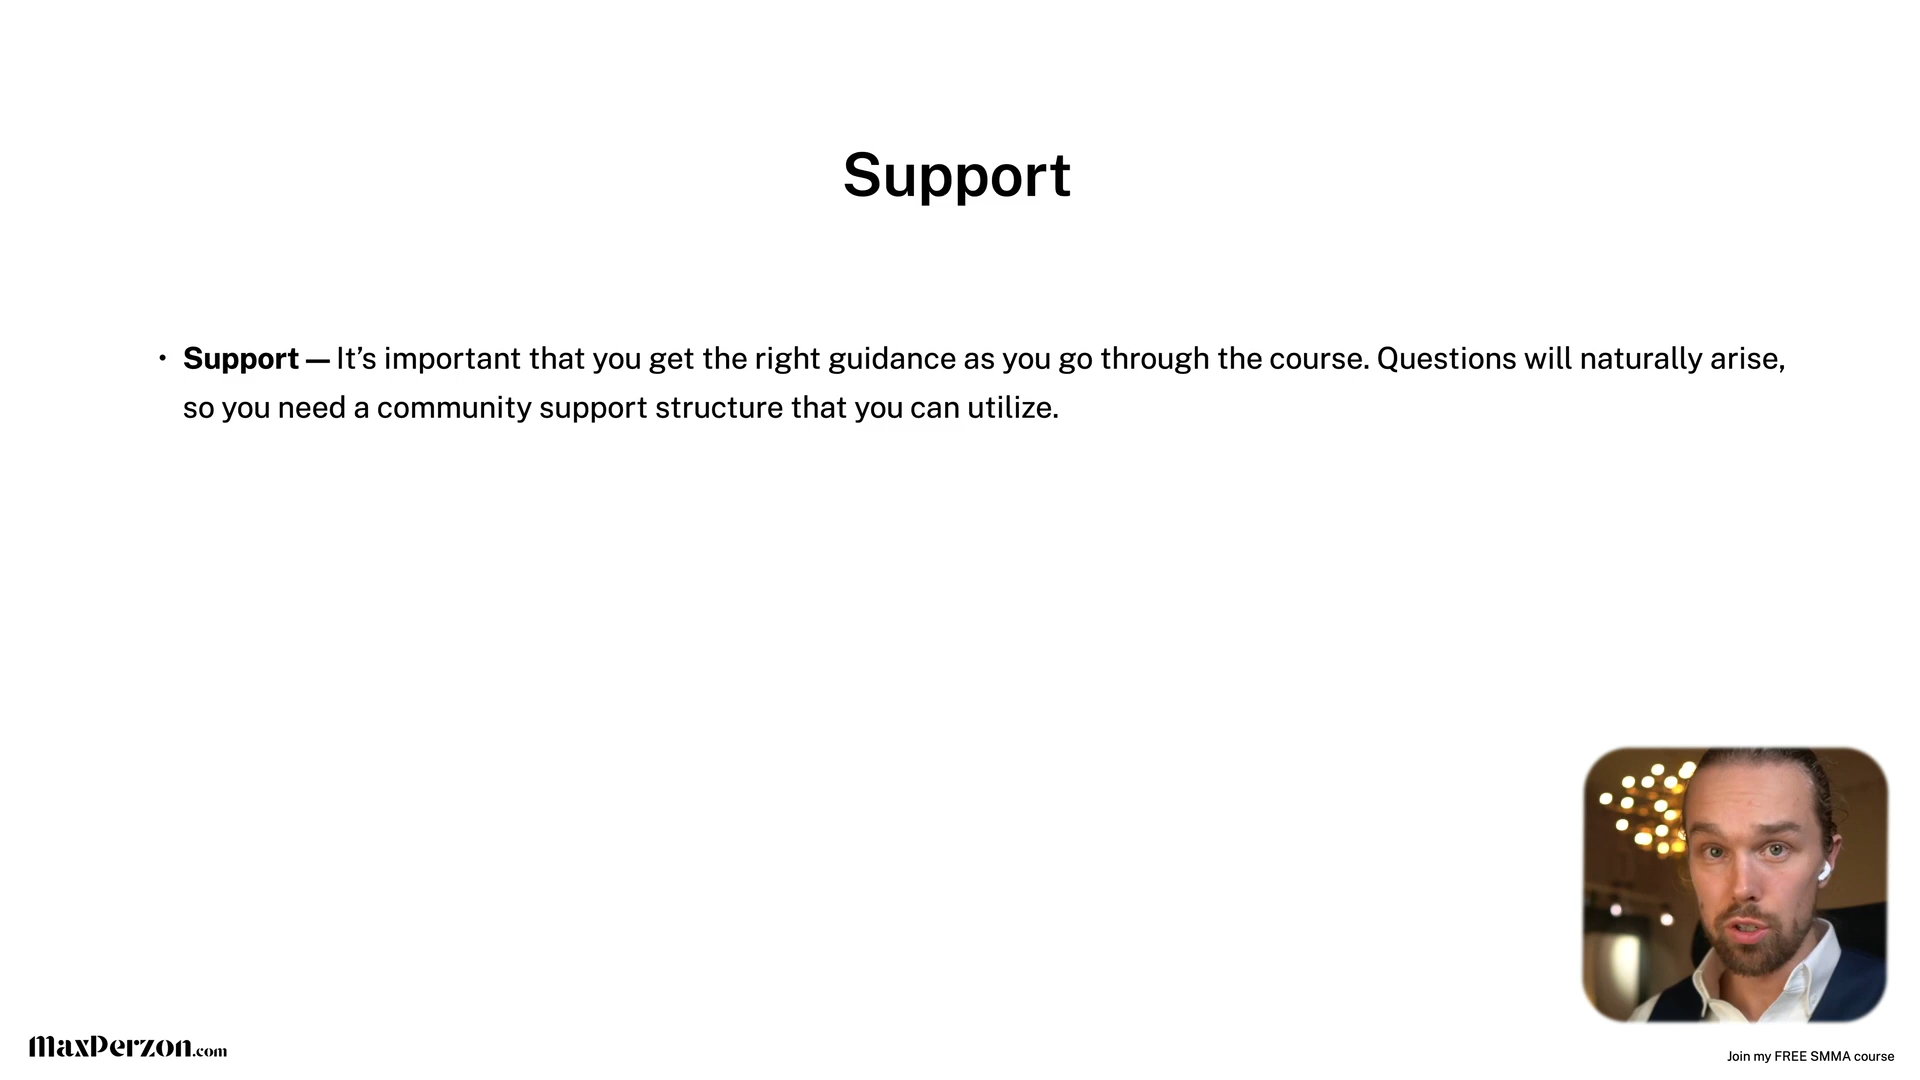 Support
• Support — It’s important that you get the right guidance as you go through the course. Questions will naturally arise,
so you need a community support structure that you can utilize.
MaxPerzon.com
Join my FREE SMMA course